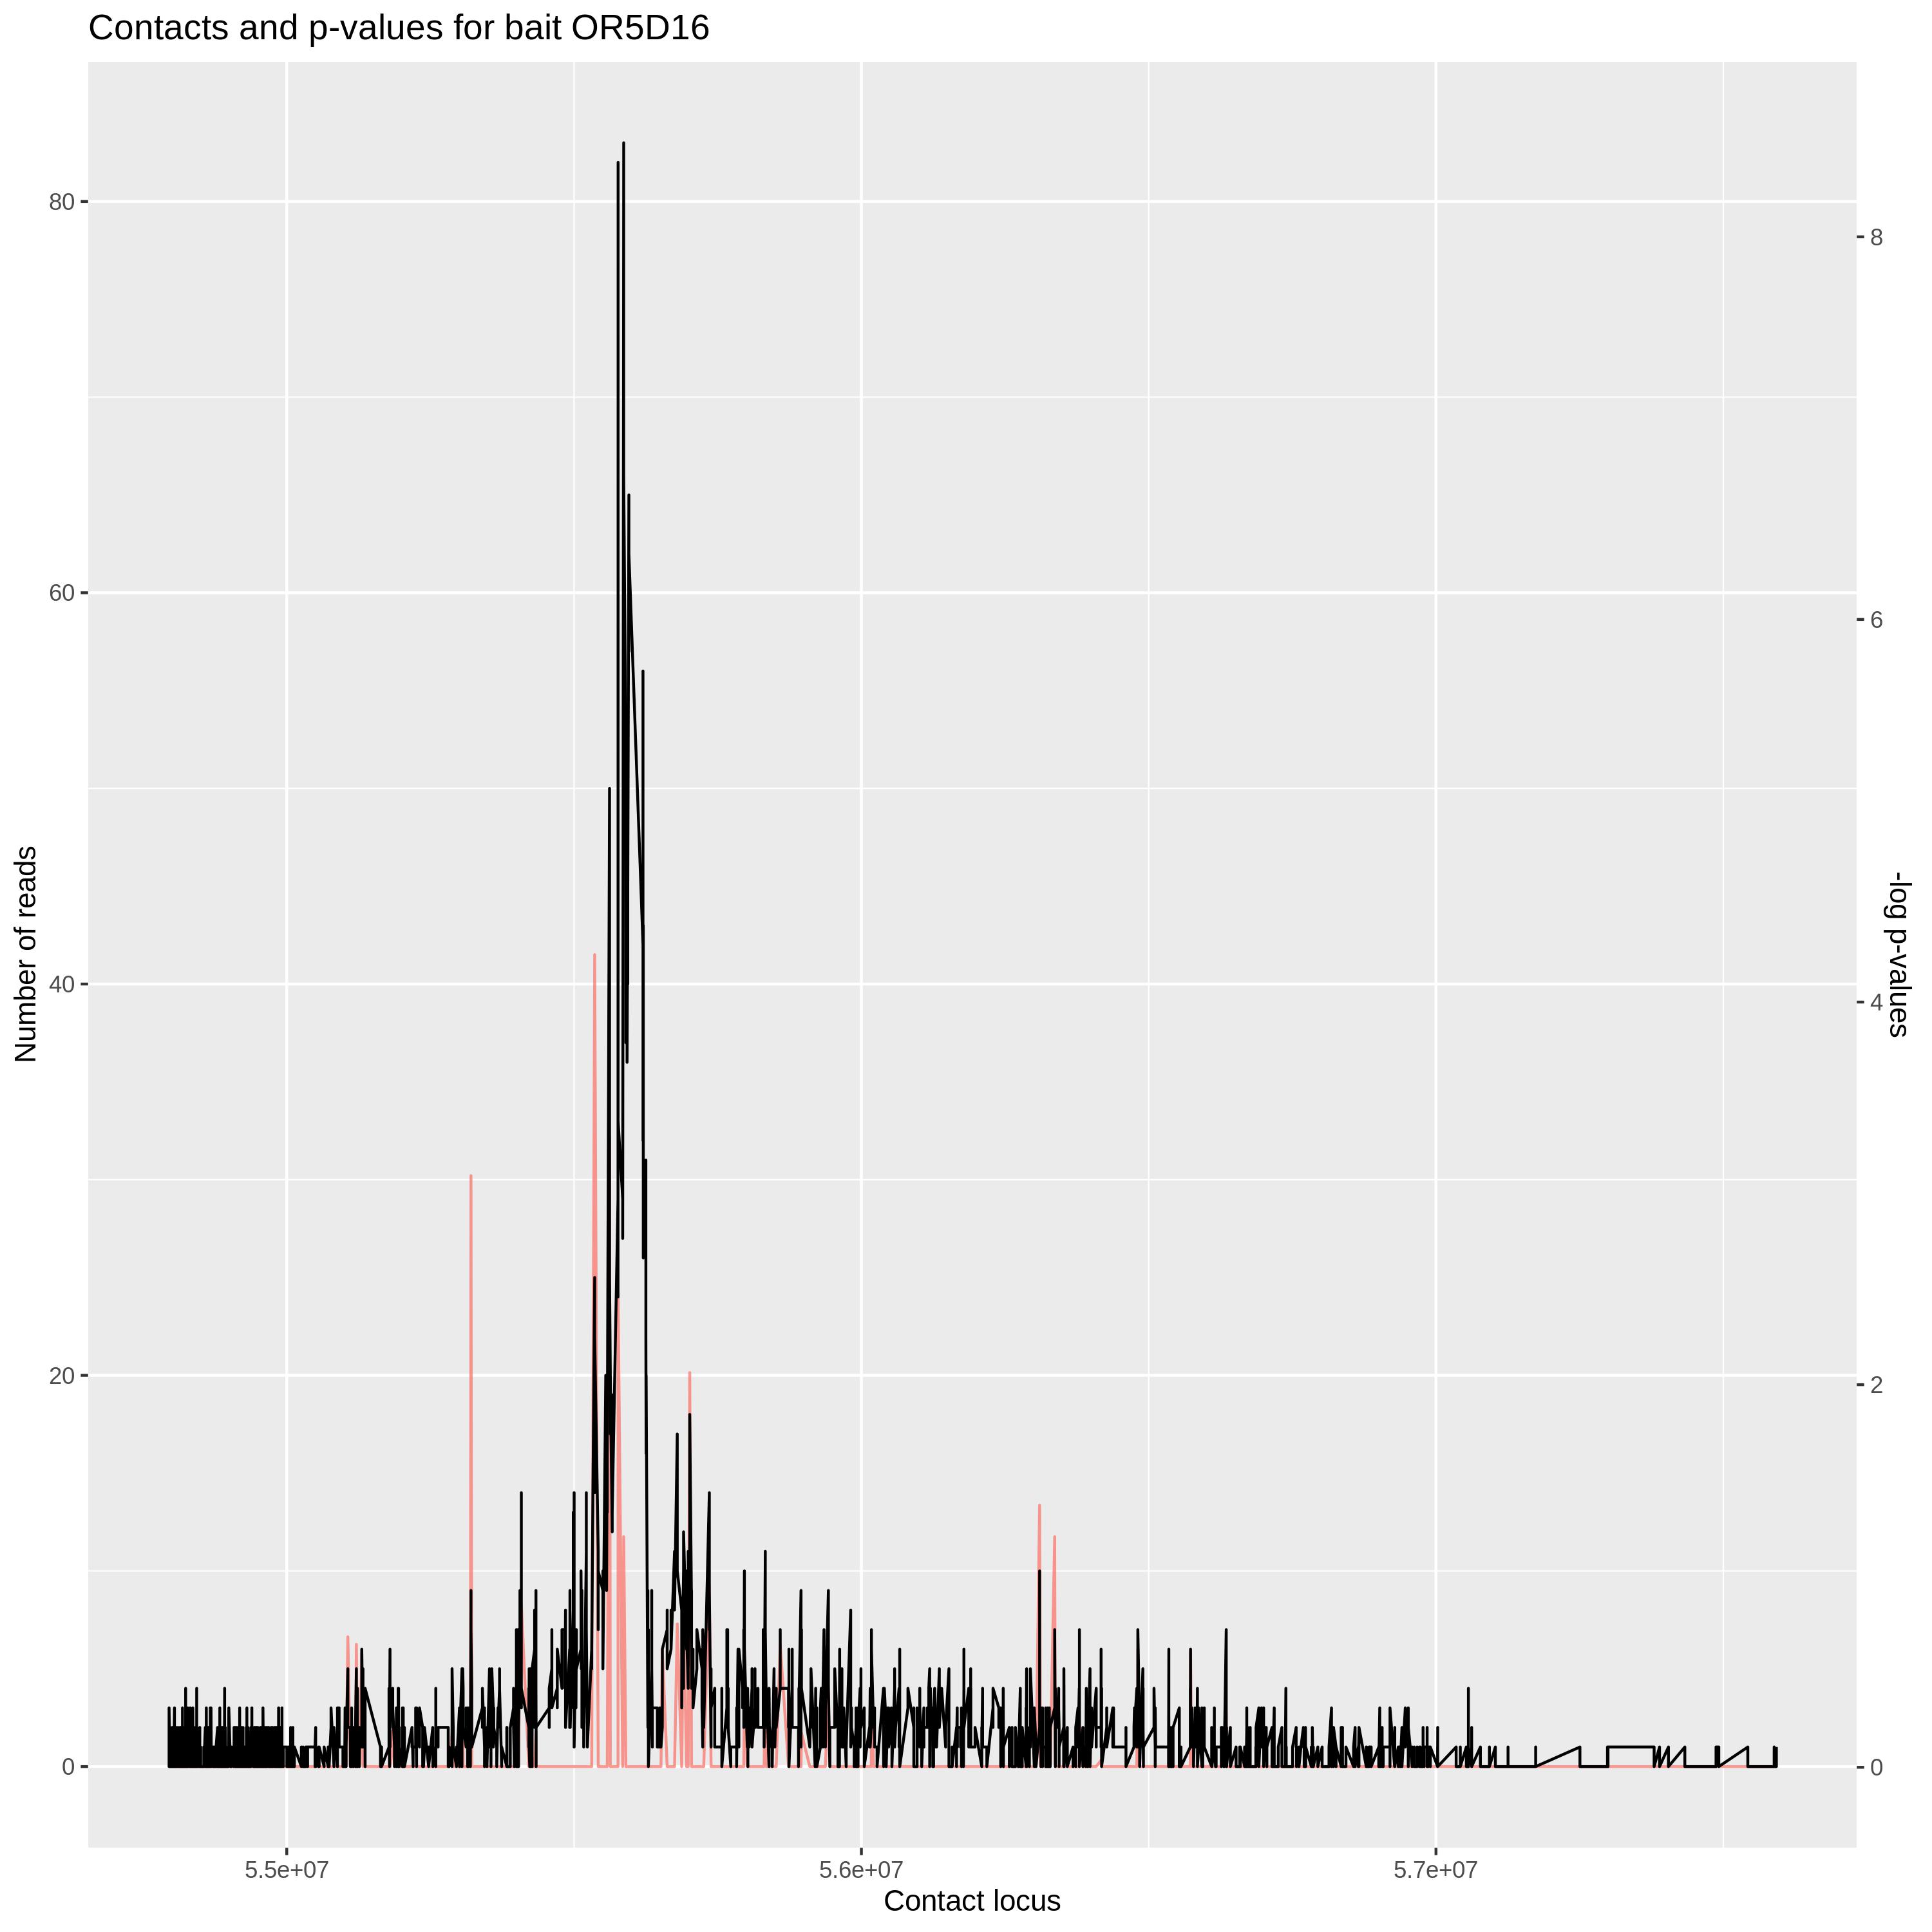 Contacts and p-values for bait OR5D16
80
60
40
20
0
Number of reads
8
6
4
2
0
-log p-values
5.5e+07
5.6e+07
5.7e+07
Contact locus